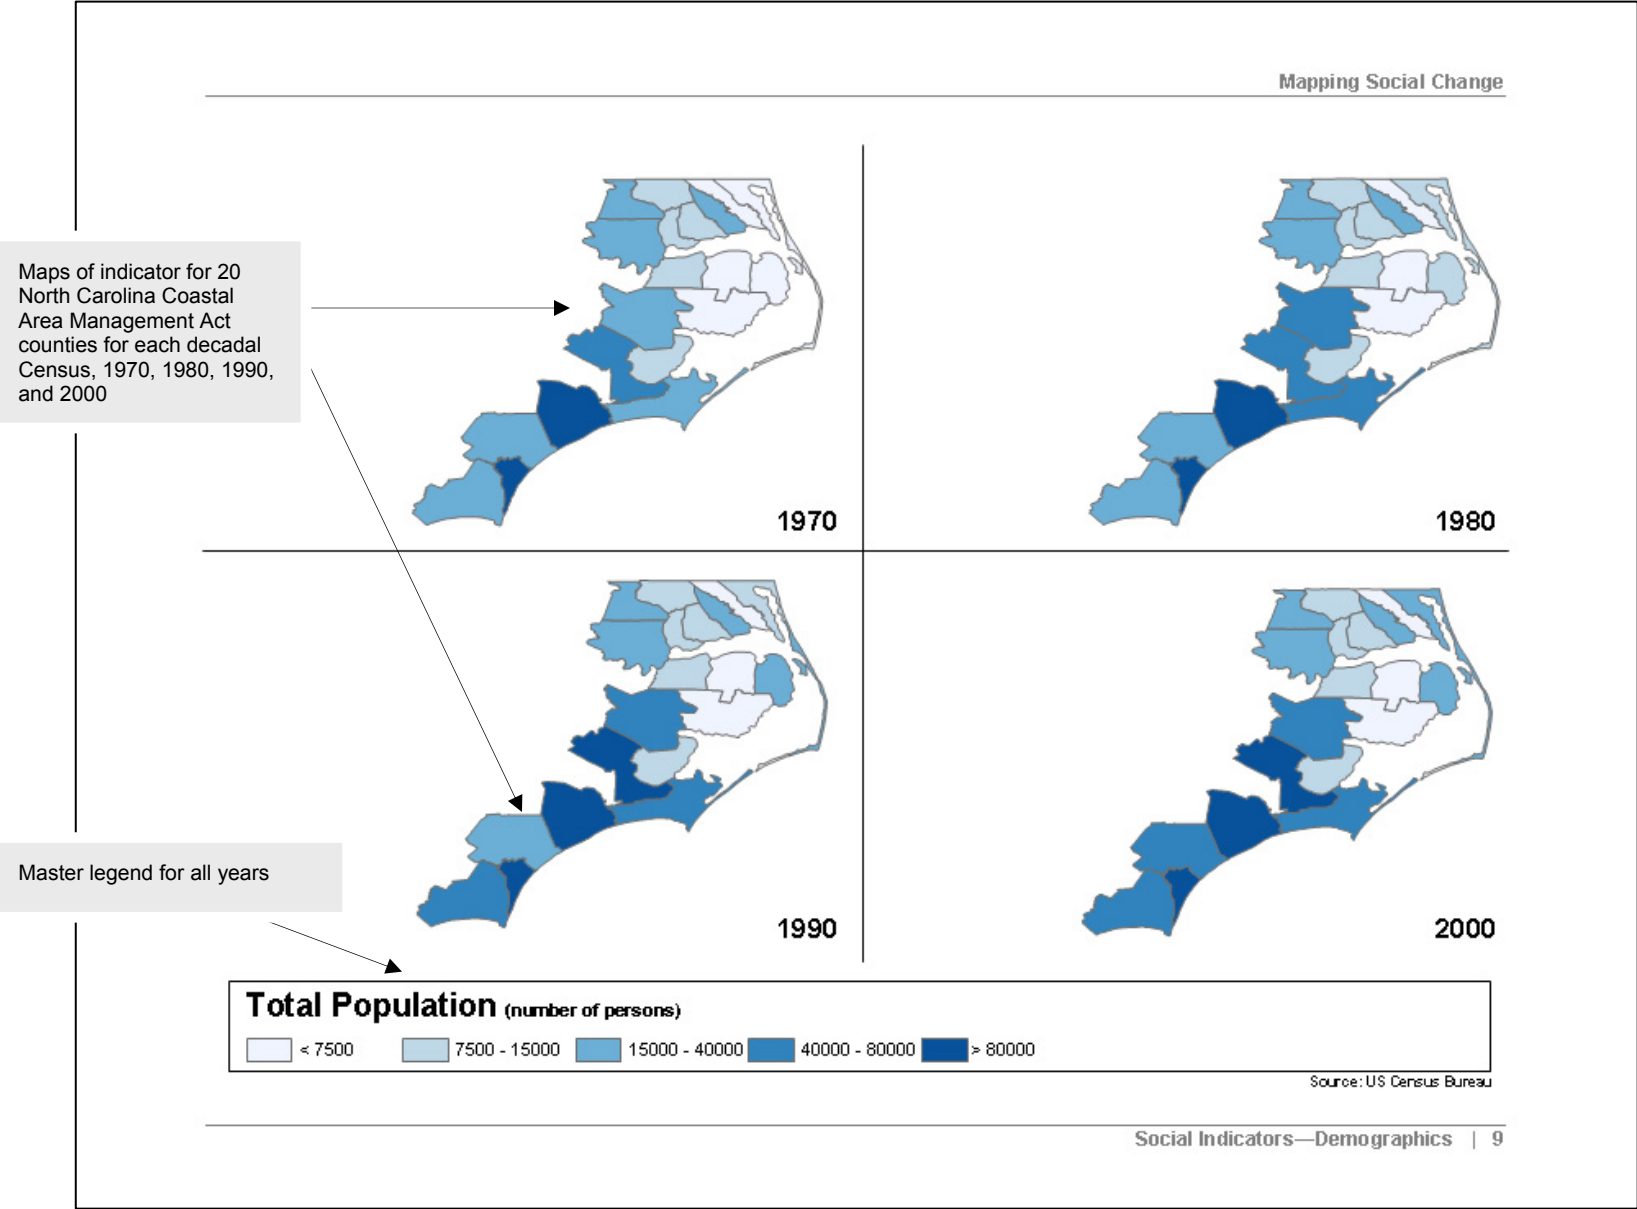 Mapping Social Change
Maps of indicator for 20
North Carolina Coastal
Area Management Act
counties for each decadal
Census, 1970, 1980, 1990,
and 2000
1970
1980
Master legend for all years
1990
2000
Total Population (number of persons)
< 7500
7500 - 15000
15000 - 40000
40000 - 80000
> 80000
Source: US Census Bureau
Social Indicators—Demographics | 9